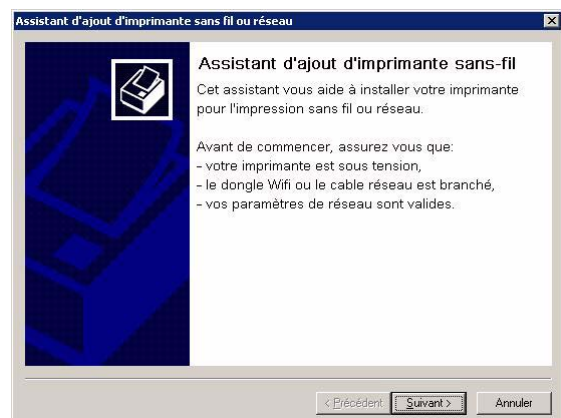 Assistant d'ajout d'imprimante sans fil ou réseau
Assistant d'ajout d'imprimante sans-fil
Cet assistant vous aide à installer votre imprimante
pour l'impression sans fil ou réseau.
Avant de commencer, assurez vous que:
- votre imprimante est sous tension,
- le dongle Wifi ou le cable réseau est branché,
- vos paramètres de réseau sont valides.
< Précédent Suivant > Annuler